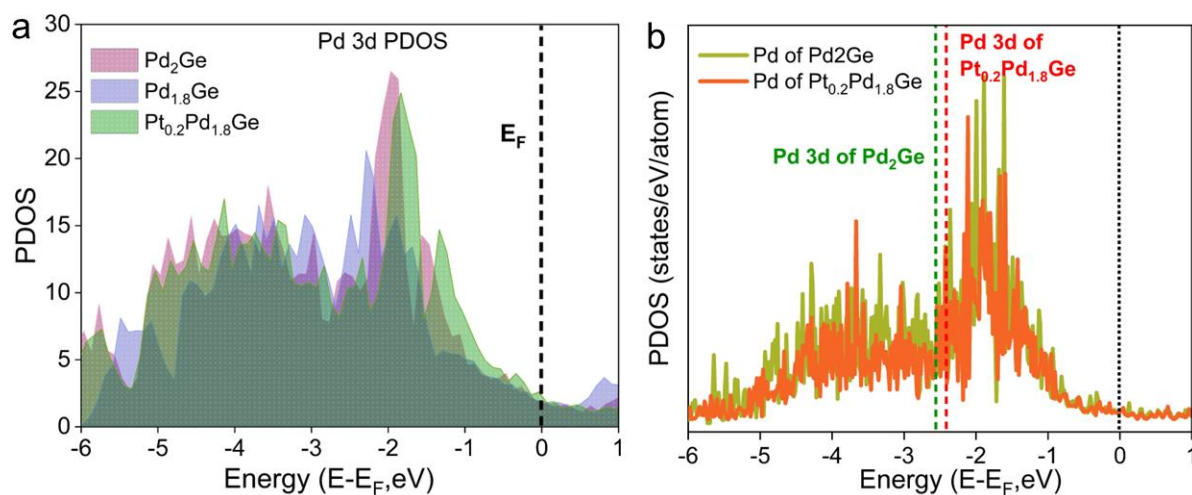 a
Pd 3d PDOS
Pd₂Ge
Pd₁.₈Ge
Pt₀.₂Pd₁.₈Ge
E_F
30
25
20
15
10
5
0
PDOS
-6 -5 -4 -3 -2 -1 0 1
Energy (E-E_F,eV)
b
Pd of Pd2Ge
Pd of Pt₀.₂Pd₁.₈Ge
Pd 3d of
Pt₀.₂Pd₁.₈Ge
Pd 3d of Pd₂Ge
PDOS (states/eV/atom)
-6 -5 -4 -3 -2 -1 0 1
Energy (E-E_F,eV)